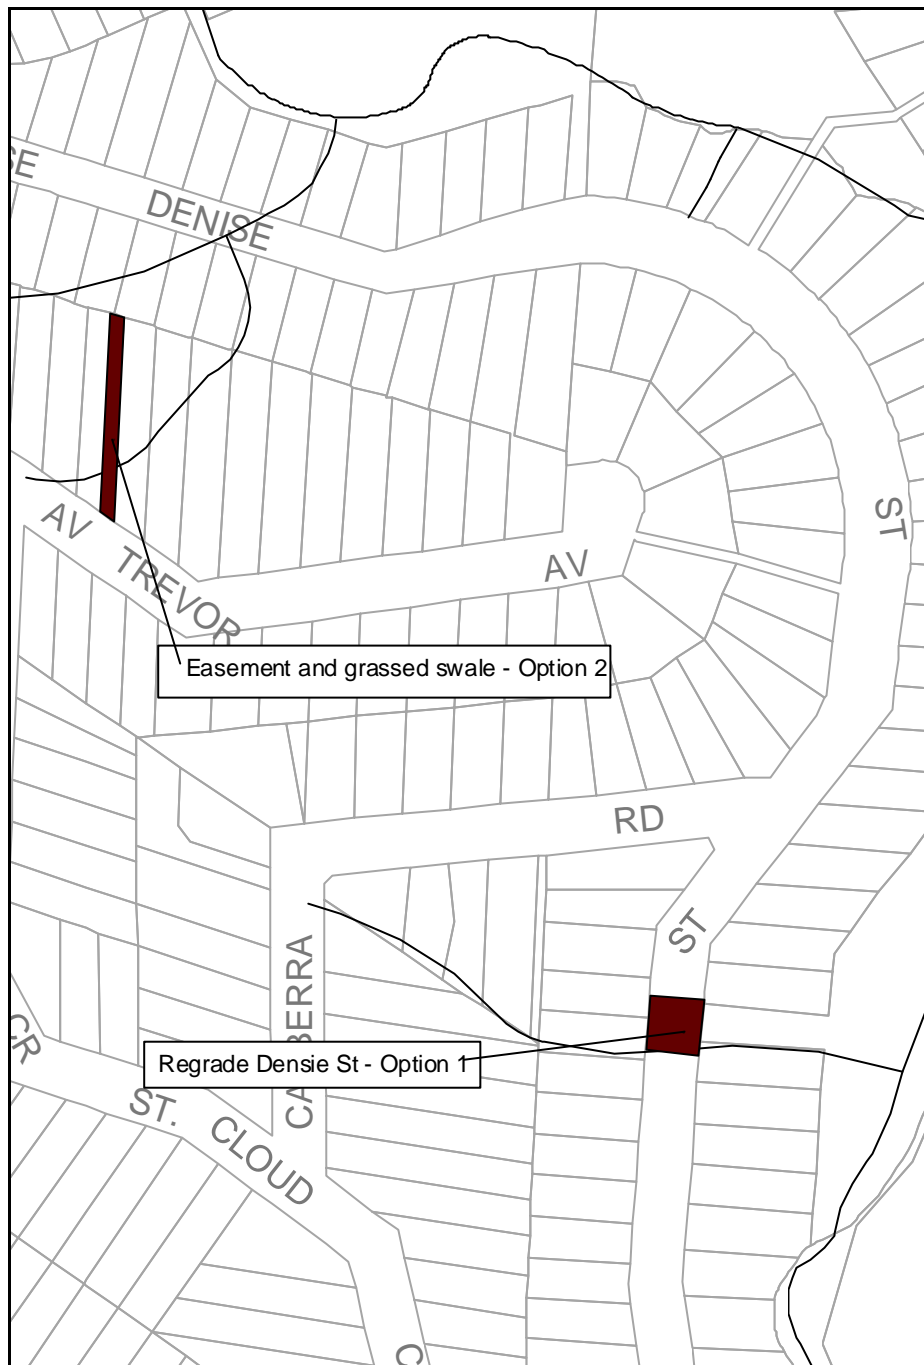 SE
DENISE
ST
AV
TREVOR
AV
Easement and grassed swale - Option 2
RD
ST
CANBERRA
CR
Regrade Densie St - Option 1
ST. CLOUD
C